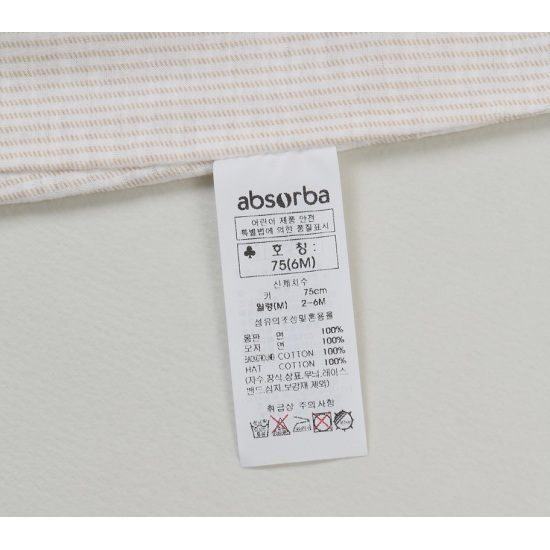 absorba
어린이 제품 안전
특별법에 의한 품질표시
♣ 호 칭 :
75(6M)
신체치수
키 75cm
월령(M) 2-6M
섬유의조성및혼용율
몸판 면 100%
모자 면 100%
BACKGROUND COTTON 100%
HAT COTTON 100%
(자수,장식,상표,무늬,레이스
밴드,심지,보강재 제외)
취급상 주의사항